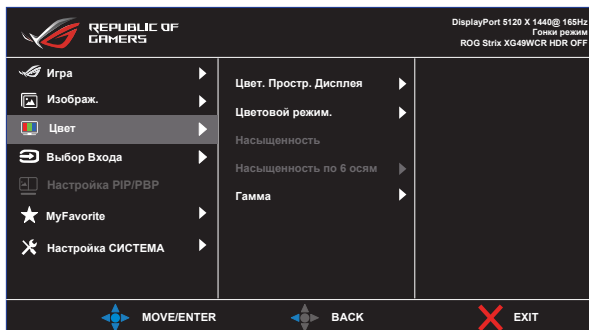 REPUBLIC OF
GAMERS
DisplayPort 5120 X 1440@ 165Hz
Гонки режим
ROG Strix XG49WCR HDR OFF
Игра
Изображ.
Цвет
Выбор Входа
Настройка PIP/PBP
MyFavorite
Настройка СИСТЕМА
Цвет. Простр. Дисплея
Цветовой режим.
Насыщенность
Насыщенность по 6 осям
Гамма
MOVE/ENTER
BACK
EXIT